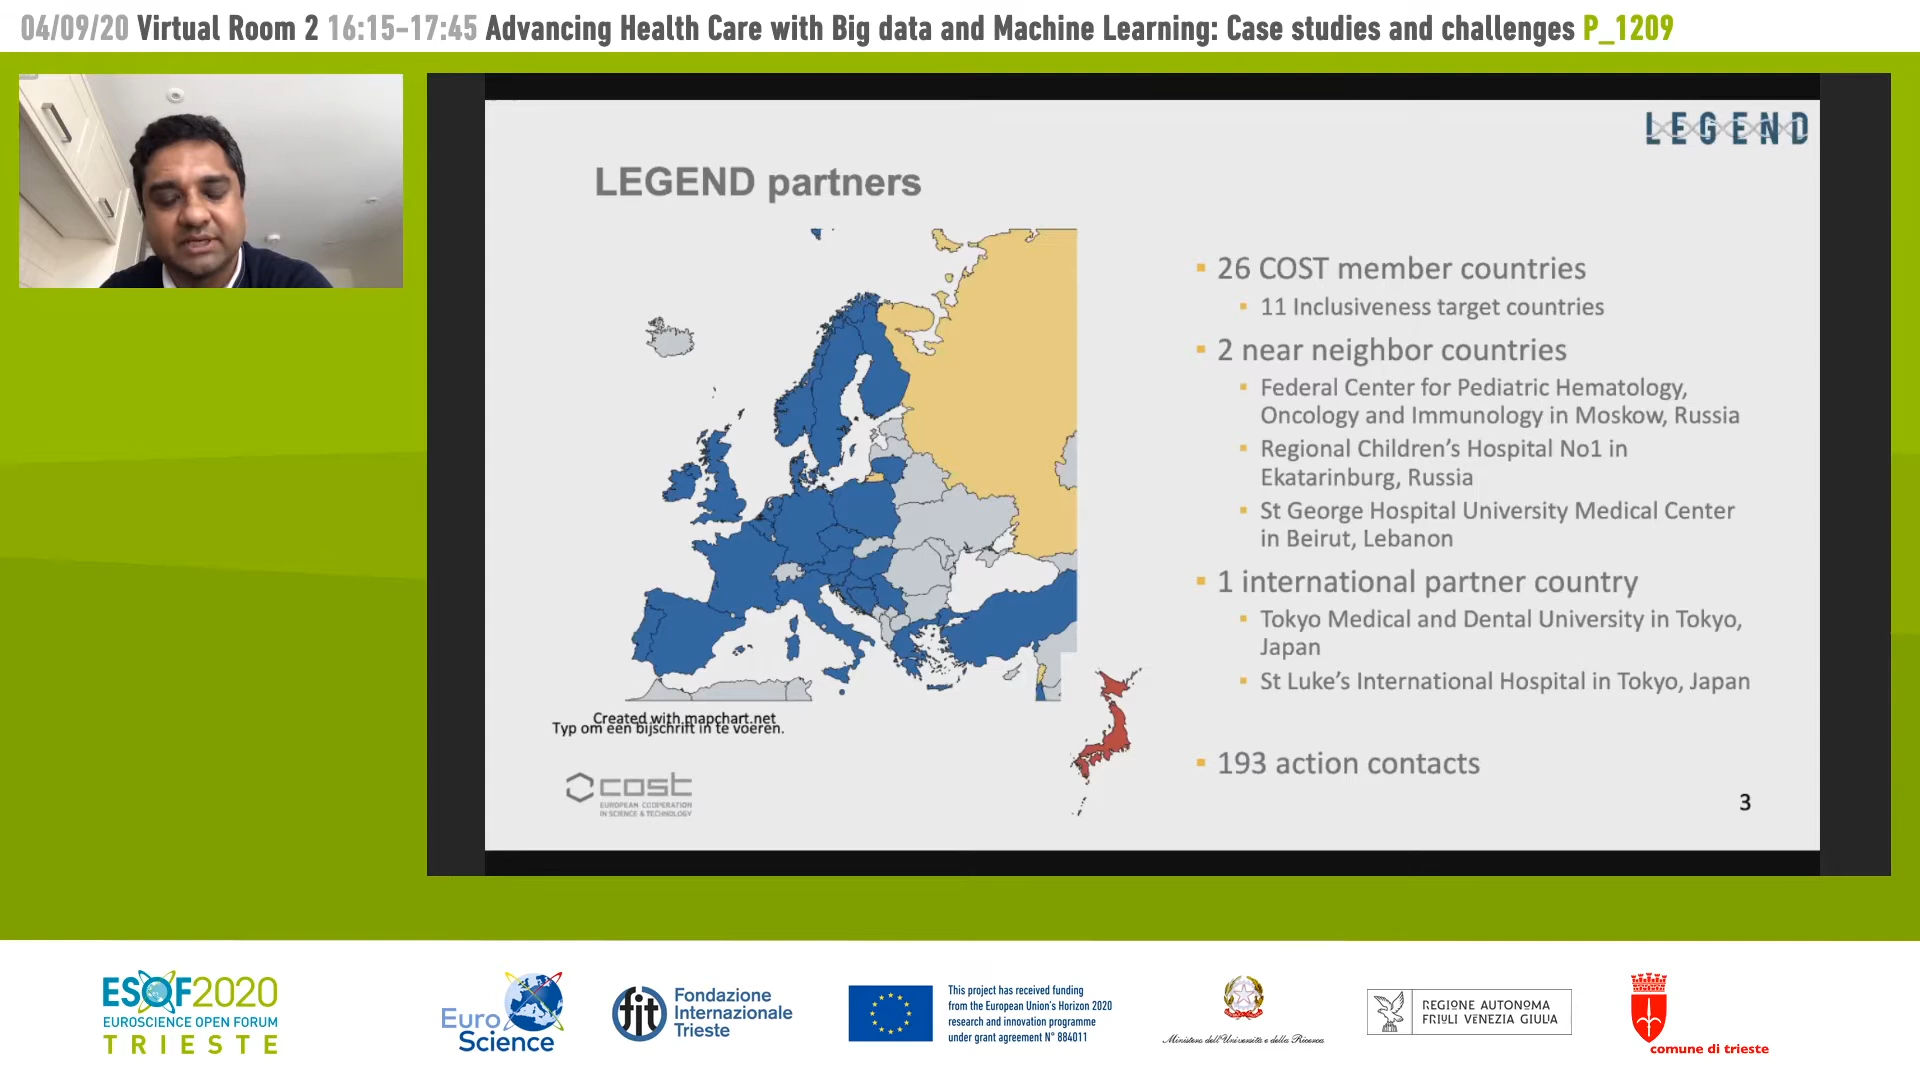 04/09/20 Virtual Room 2 16:15-17:45 Advancing Health Care with Big data and Machine Learning: Case studies and challenges P_1209
LEGEND
LEGEND partners
26 COST member countries
11 Inclusiveness target countries
2 near neighbor countries
Federal Center for Pediatric Hematology,
Oncology and Immunology in Moskow, Russia
Regional Children's Hospital No1 in
Ekatarinburg, Russia
St George Hospital University Medical Center
in Beirut, Lebanon
1 international partner country
Tokyo Medical and Dental University in Tokyo,
Japan
St Luke's International Hospital in Tokyo, Japan
193 action contacts
Created with mapchart.net
Typ om een bijschrift in te voeren.
cost
EUROPEAN COOPERATION
IN SCIENCE & TECHNOLOGY
3
ESOF2020
EUROSCIENCE OPEN FORUM
TRIESTE
Euro
Science
fit
Fondazione
Internazionale
Trieste
This project has received funding
from the European Union's Horizon 2020
research and innovation programme
under grant agreement N° 884011
Ministero dell'Università e della Ricerca
REGIONE AUTONOMA
FRIULI VENEZIA GIULIA
comune di trieste